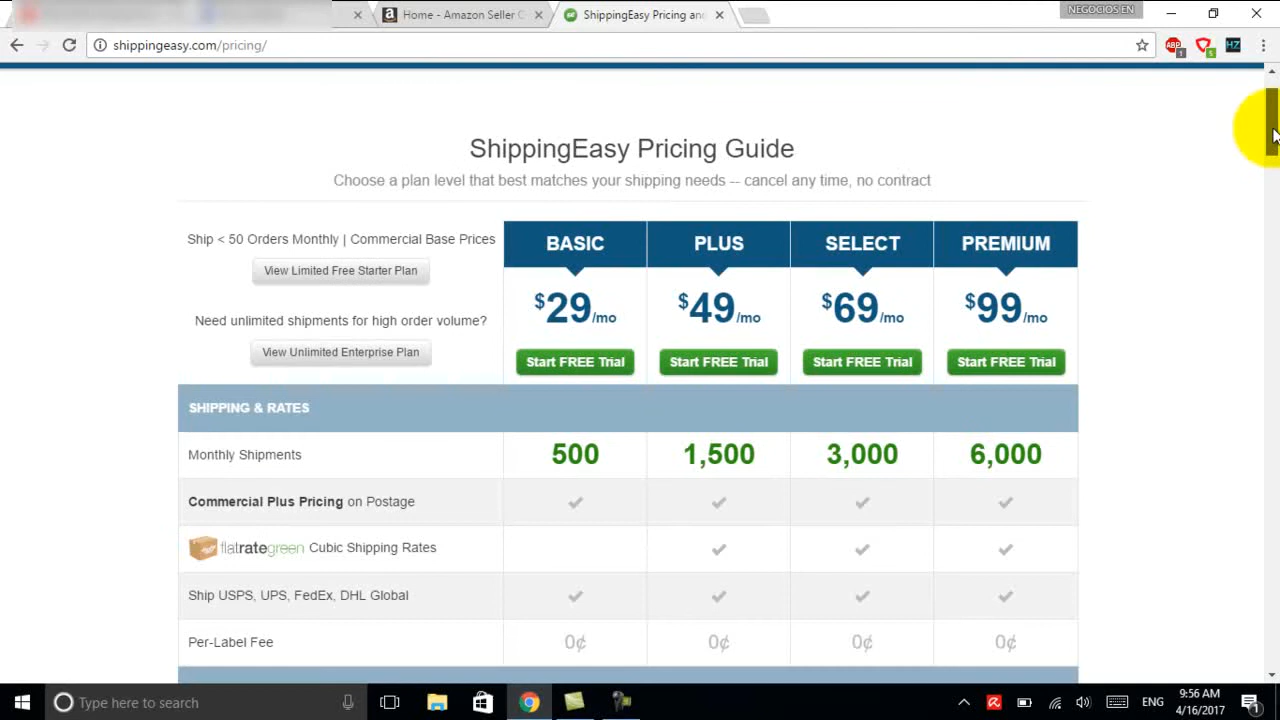 Home - Amazon Seller C
ShippingEasy Pricing and
NEGOCIOS EN
shippingeasy.com/pricing/
ABP
1
5
HZ
ShippingEasy Pricing Guide
Choose a plan level that best matches your shipping needs -- cancel any time, no contract
Ship < 50 Orders Monthly | Commercial Base Prices
View Limited Free Starter Plan
Need unlimited shipments for high order volume?
View Unlimited Enterprise Plan
BASIC PLUS SELECT PREMIUM
$29/mo $49/mo $69/mo $99/mo
Start FREE Trial Start FREE Trial Start FREE Trial Start FREE Trial
SHIPPING & RATES
Monthly Shipments 500 1,500 3,000 6,000
Commercial Plus Pricing on Postage
flatrategreen Cubic Shipping Rates
Ship USPS, UPS, FedEx, DHL Global
Per-Label Fee 0¢ 0¢ 0¢ 0¢
Type here to search
ENG
9:56 AM
4/16/2017
1